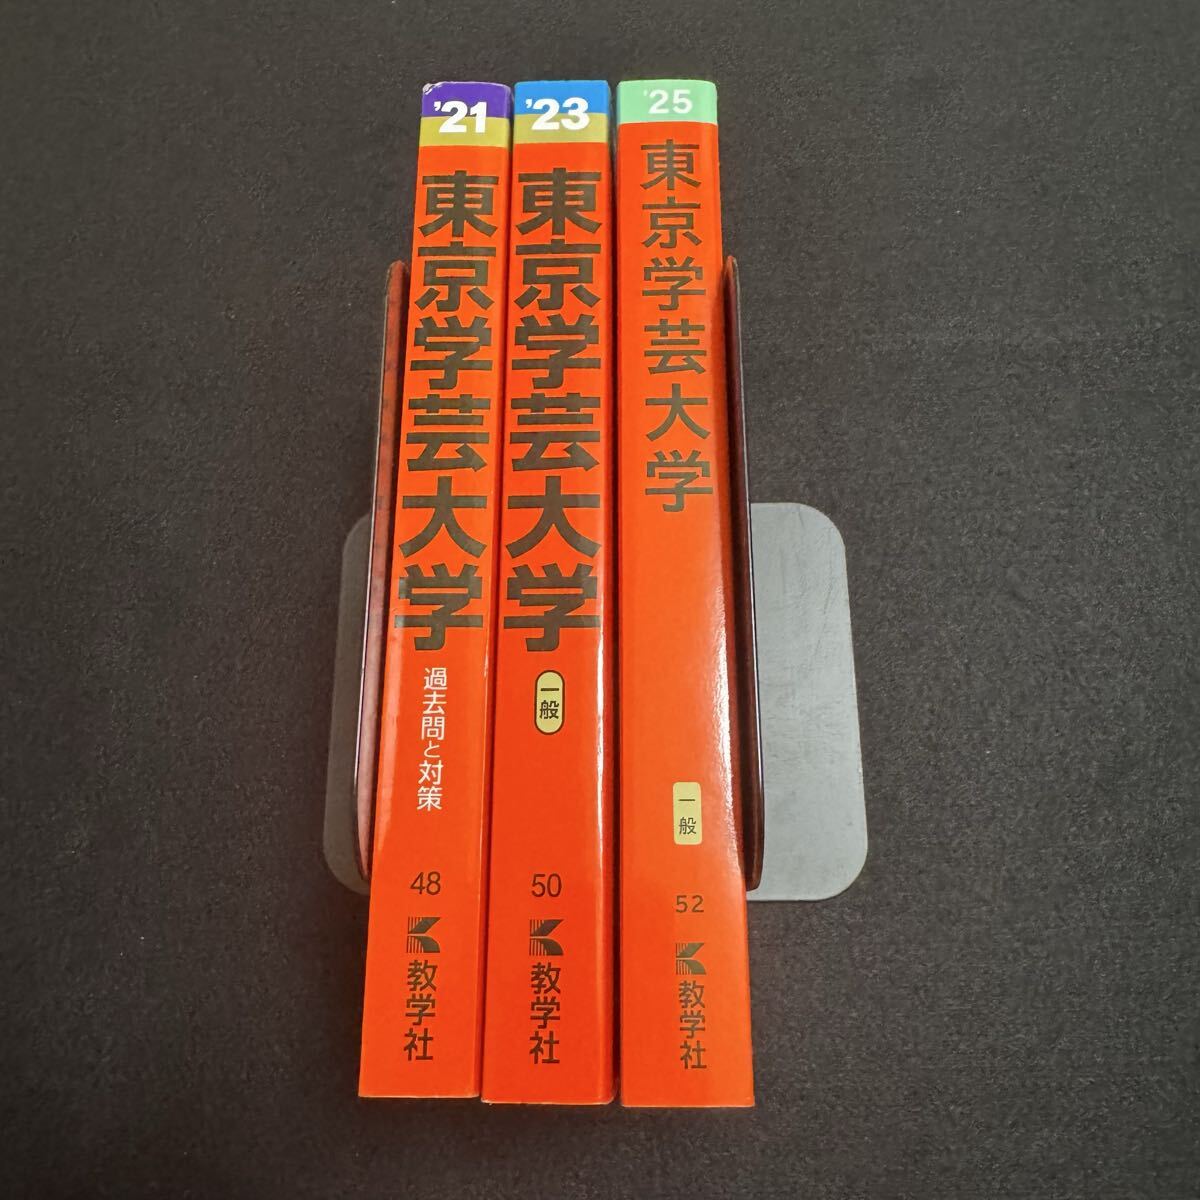 '21
東京学芸大学
過去問と対策
48
教学社
'23
東京学芸大学
一般
50
教学社
'25
東京学芸大学
一般
52
教学社